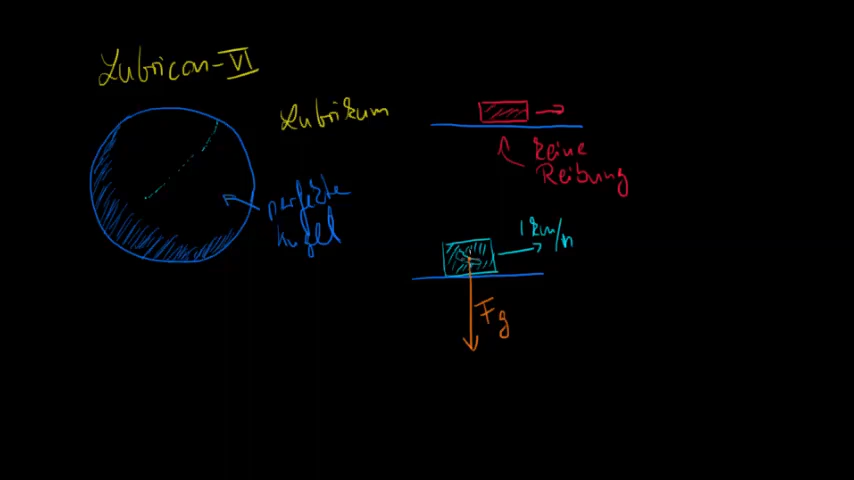 Lubricon-VI
Lubrikum
perfekte
Kugel
keine
Reibung
1 km/h
Fg